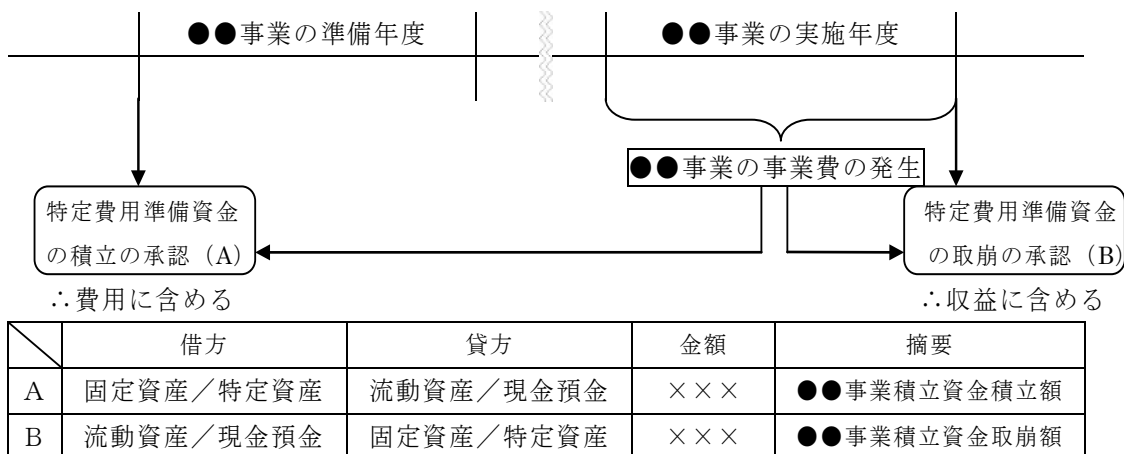 ●●事業の準備年度
●●事業の実施年度
●●事業の事業費の発生
特定費用準備資金
の積立の承認（A）
特定費用準備資金
の取崩の承認（B）
∴費用に含める
∴収益に含める
借方 貸方 金額 摘要
A 固定資産／特定資産 流動資産／現金預金 ××× ●●事業積立資金積立額
B 流動資産／現金預金 固定資産／特定資産 ××× ●●事業積立資金取崩額